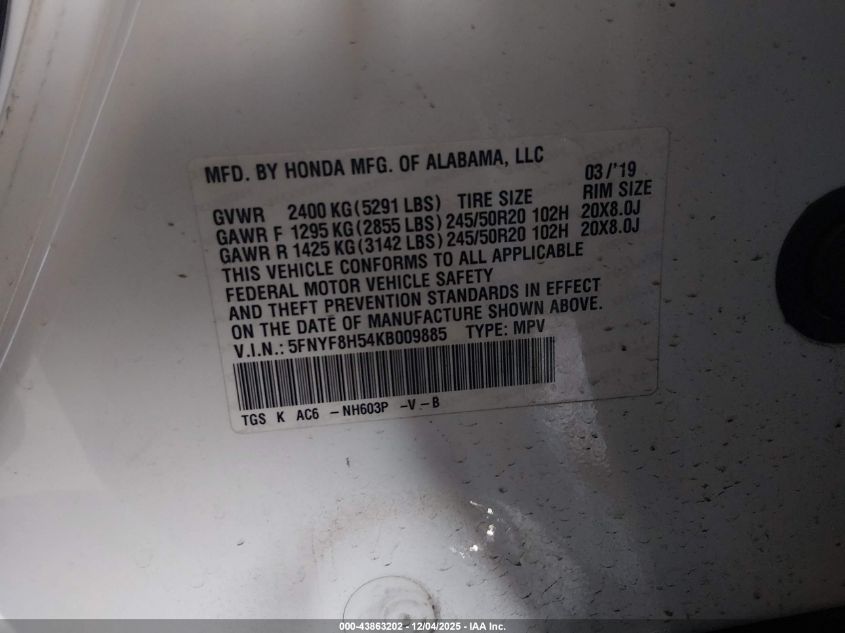 MFD. BY HONDA MFG. OF ALABAMA, LLC 03/'19
GVWR 2400 KG(5291 LBS) TIRE SIZE RIM SIZE
GAWR F 1295 KG(2855 LBS)245/50R20 102H 20X8.0J
GAWR R 1425 KG(3142 LBS)245/50R20 102H 20X8.0J
THIS VEHICLE CONFORMS TO ALL APPLICABLE
FEDERAL MOTOR VEHICLE SAFETY
AND THEFT PREVENTION STANDARDS IN EFFECT
ON THE DATE OF MANUFACTURE SHOWN ABOVE.
V.I.N.: 5FNYF8H54KB009885 TYPE: MPV
TGS K AC6 -NH603P -V-B
000-43863202 - 12/04/2025 - IAA Inc.